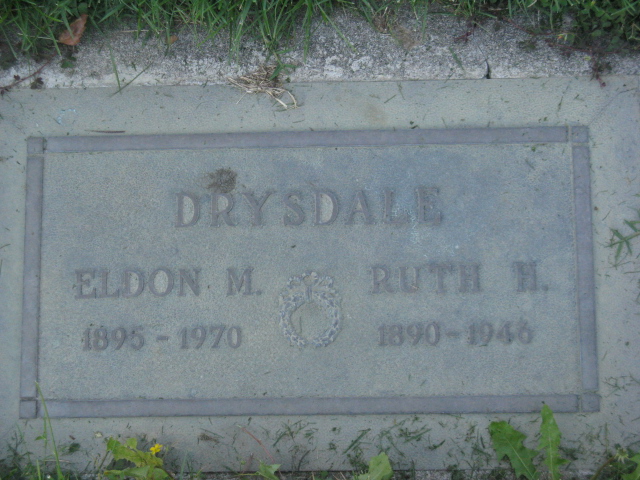 DRYSDALE
ELDON M. RUTH H.
1895 - 1970 1890 - 1946